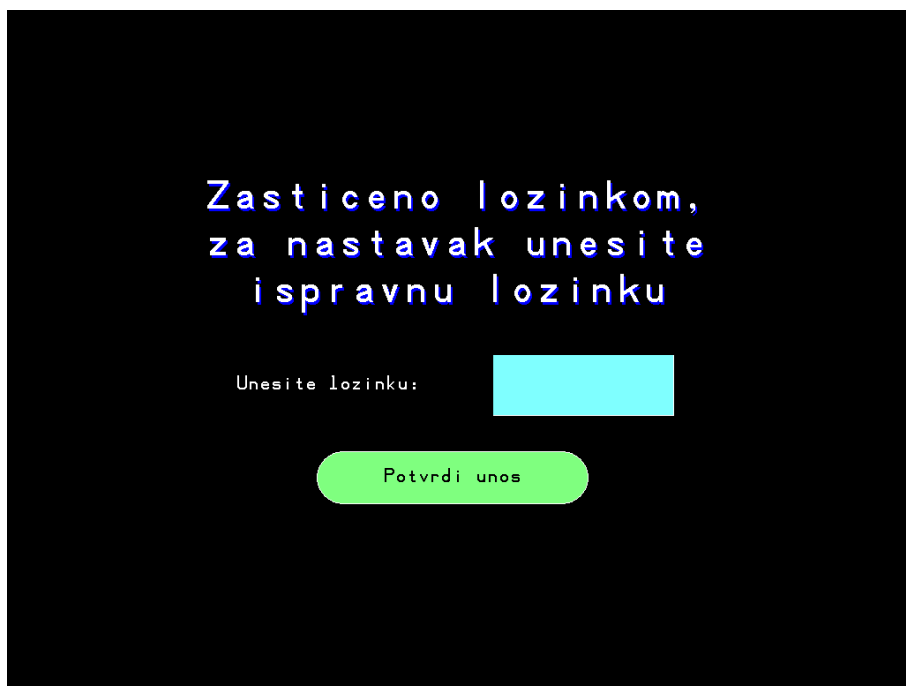 Zasticeno lozinkom,
za nastavak unesite
ispravnu lozinku
Unesite lozinku:
Potvrdi unos